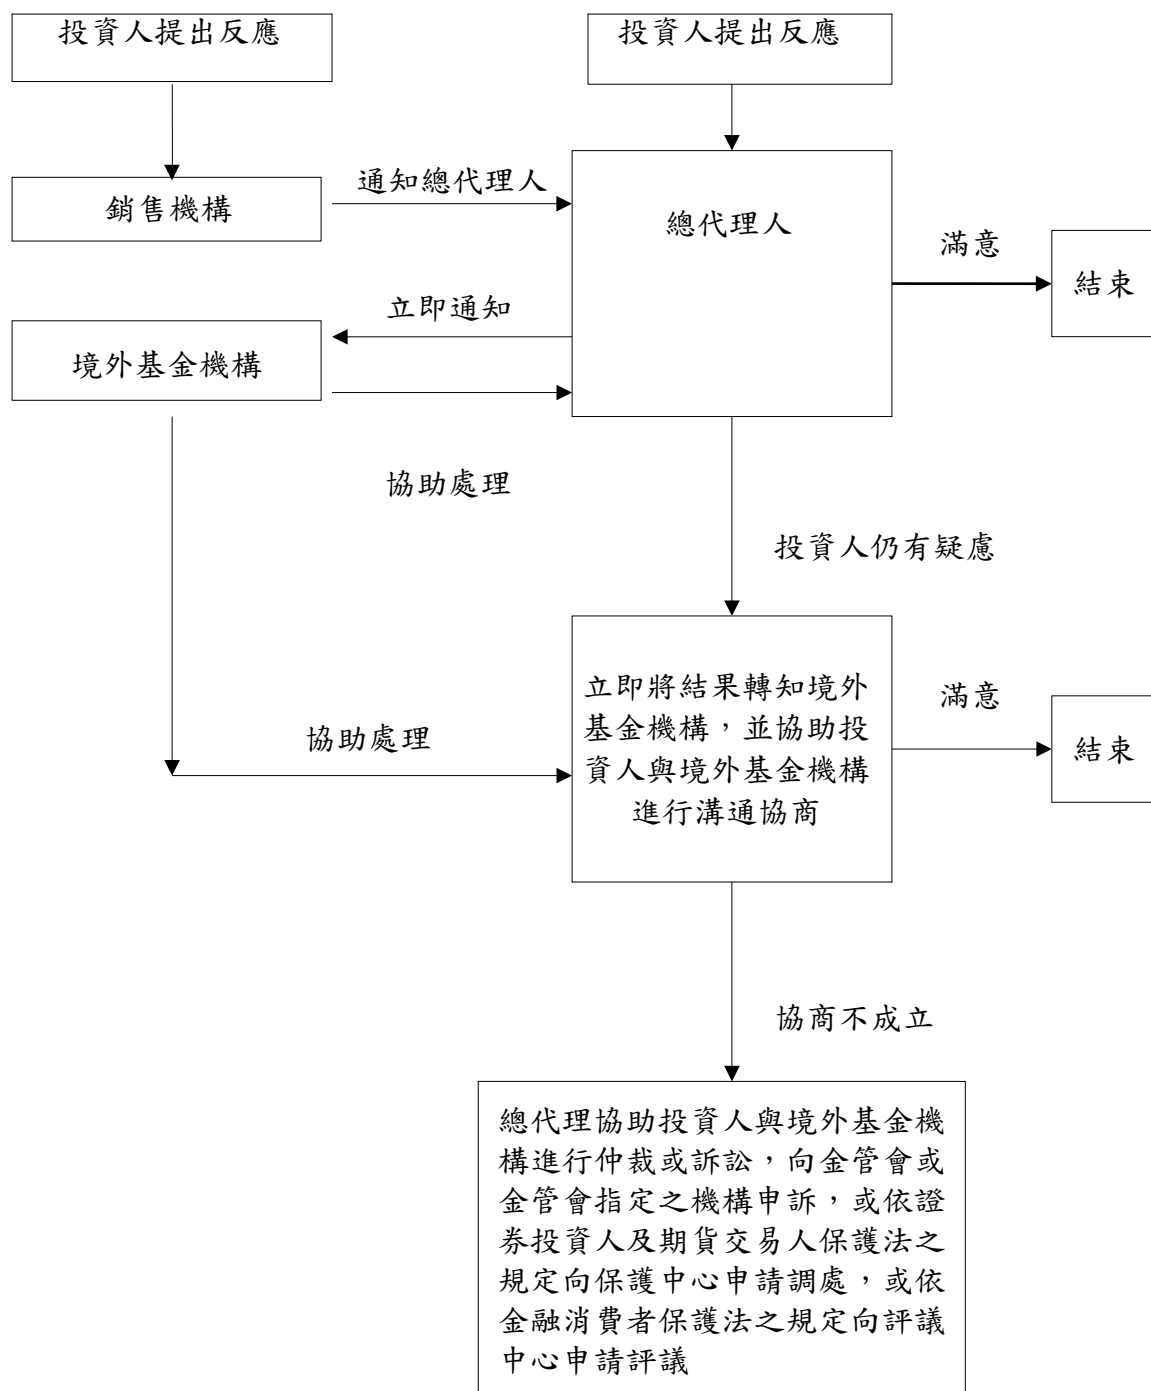 投資人提出反應
投資人提出反應
通知總代理人
銷售機構
總代理人
滿意
結束
立即通知
境外基金機構
協助處理
投資人仍有疑慮
立即將結果轉知境外
基金機構，並協助投
資人與境外基金機構
進行溝通協商
滿意
結束
協助處理
協商不成立
總代理協助投資人與境外基金機
構進行仲裁或訴訟，向金管會或
金管會指定之機構申訴，或依證
券投資人及期貨交易人保護法之
規定向保護中心申請調處，或依
金融消費者保護法之規定向評議
中心申請評議